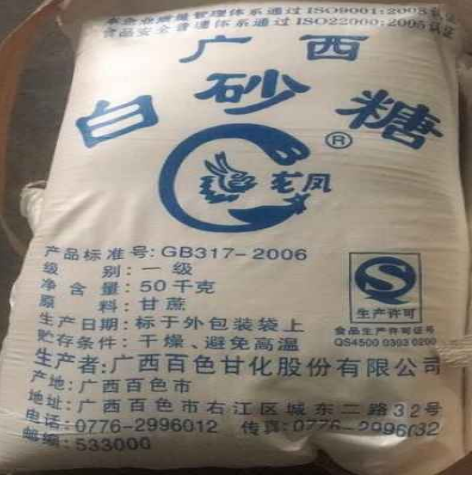 本企业质量管理体系通过ISO9001:2008认证
食品安全管理体系通过ISO22000:2005认证
广西
白砂糖
®
龙凤
产品标准号:GB317-2006
级 别:一级
净含量:50千克
原 料:甘蔗
生产日期:标于外包装袋上
贮存条件:干燥、避免高温
生产者:广西百色甘化股份有限公司
产地:广西百色市
地址:广西百色市右江区城东二路32号
电话:0776-2996012 传真:0776-2996032
邮编:533000
QS
生产许可
食品生产许可证号
QS4500 0303 0200